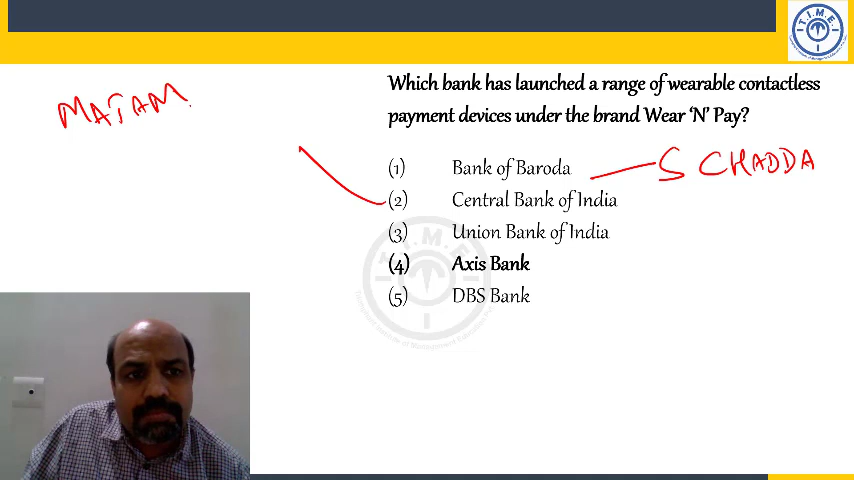 T.I.M.E.
Which bank has launched a range of wearable contactless
payment devices under the brand Wear ‘N’ Pay?
MATAM
(1) Bank of Baroda
S CHADDA
(2) Central Bank of India
(3) Union Bank of India
(4) Axis Bank
(5) DBS Bank
T.I.M.E.